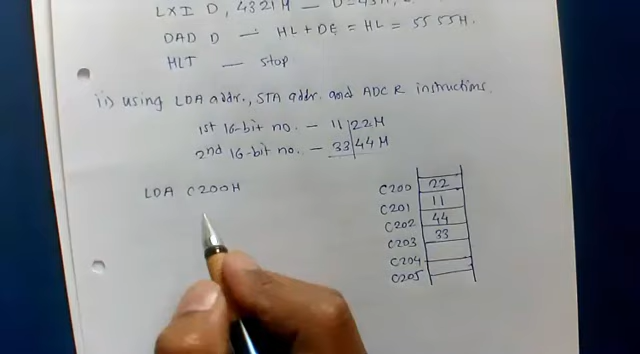 LXI D, 4321H — D=43H,
DAD D — HL + DE = HL = 5555H.
HLT — stop
ii) using LDA addr., STA addr. and ADC R instructions.
1st 16-bit no. — 11 22 H
2nd 16-bit no. — 33 44 H
LDA C200H
C200 22
C201 11
C202 44
C203 33
C204
C205